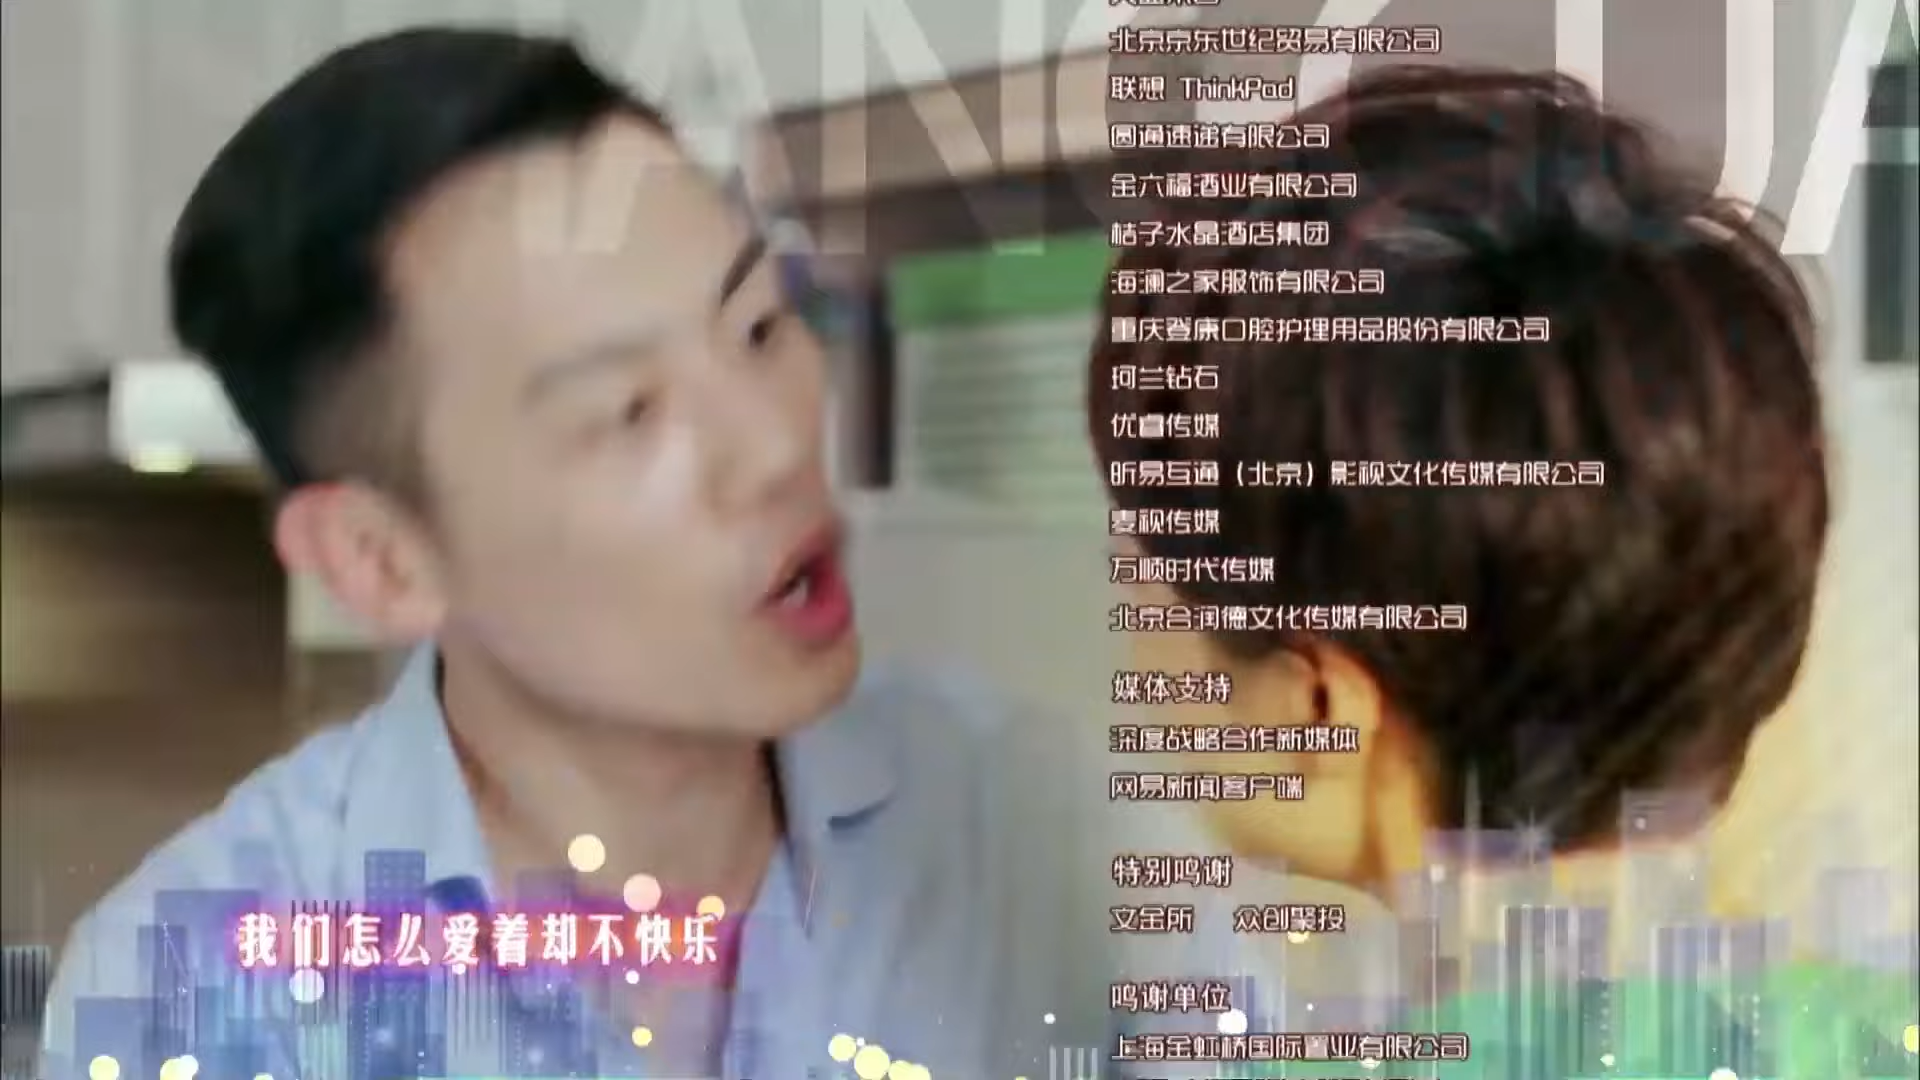 ANGGUA
北京京东世纪贸易有限公司
联想 ThinkPad
圆通速递有限公司
金六福酒业有限公司
桔子水晶酒店集团
海澜之家服饰有限公司
重庆登康口腔护理用品股份有限公司
珂兰钻石
优睿传媒
昕易互通（北京）影视文化传媒有限公司
麦视传媒
万顺时代传媒
北京合润德文化传媒有限公司
媒体支持
深度战略合作新媒体
网易新闻客户端
特别鸣谢
文金所 众创聚投
我们怎么爱着却不快乐
鸣谢单位
上海金虹桥国际置业有限公司